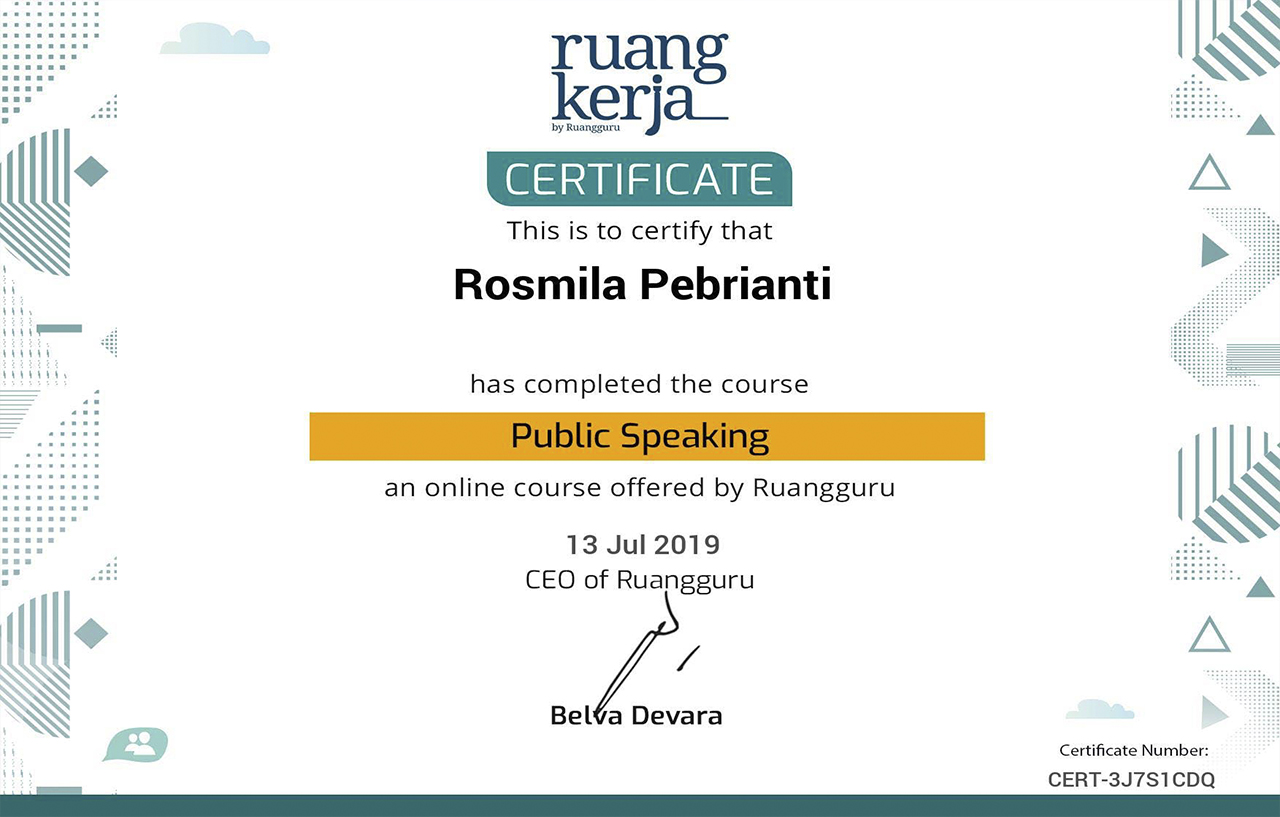 ruang
kerja
by Ruangguru
CERTIFICATE
This is to certify that
Rosmila Pebrianti
has completed the course
Public Speaking
an online course offered by Ruangguru
13 Jul 2019
CEO of Ruangguru
Belva Devara
Certificate Number:
CERT-3J7S1CDQ